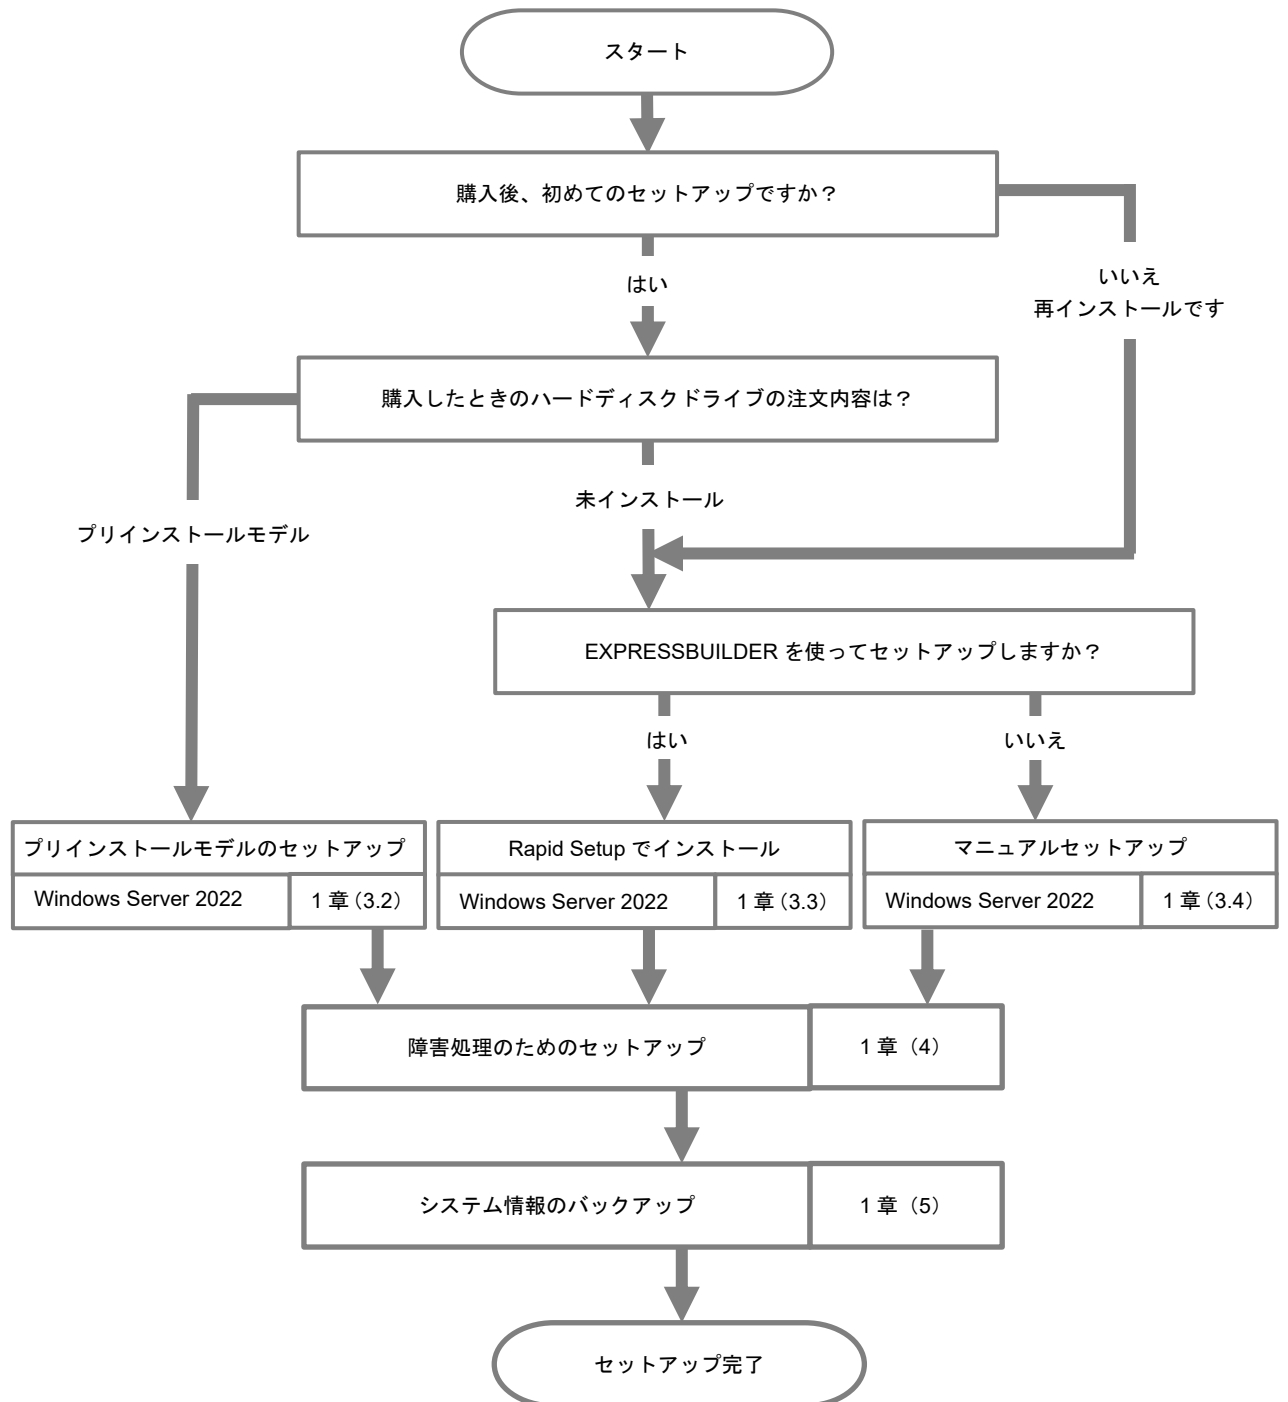 スタート
購入後、初めてのセットアップですか？
はい
いいえ
再インストールです
購入したときのハードディスクドライブの注文内容は？
未インストール
プリインストールモデル
EXPRESSBUILDER を使ってセットアップしますか？
はい
いいえ
プリインストールモデルのセットアップ
Windows Server 2022
1 章（3.2）
Rapid Setup でインストール
Windows Server 2022
1 章（3.3）
マニュアルセットアップ
Windows Server 2022
1 章（3.4）
障害処理のためのセットアップ
1 章（4）
システム情報のバックアップ
1 章（5）
セットアップ完了